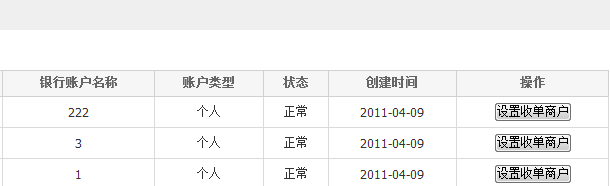 银行账户名称 账户类型 状态 创建时间 操作
222 个人 正常 2011-04-09 设置收单商户
3 个人 正常 2011-04-09 设置收单商户
1 个人 正常 2011-04-09 设置收单商户